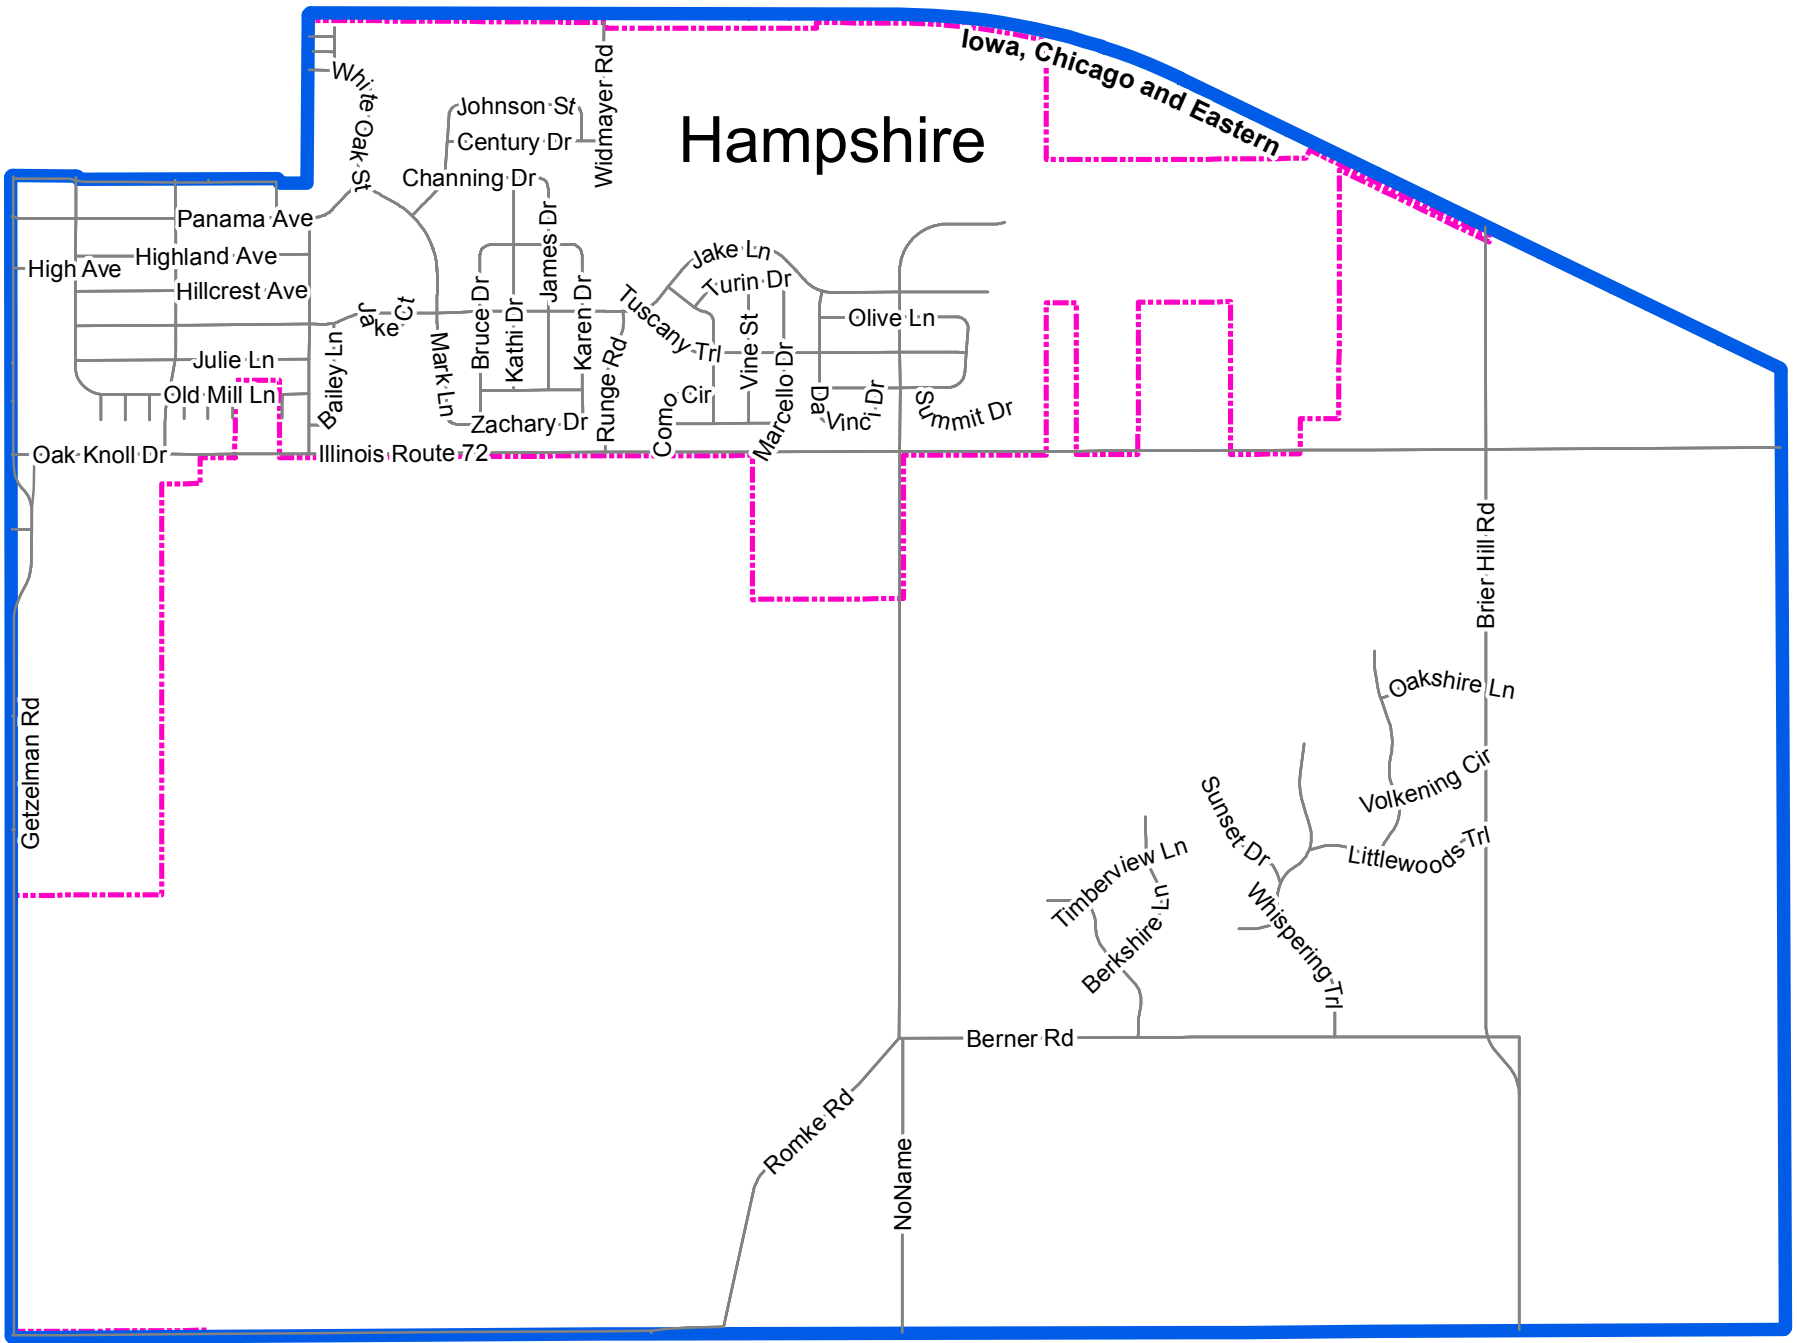 Iowa, Chicago and Eastern
White Oak St
Widmayer Rd
Johnson St
Century Dr
Hampshire
Channing Dr
Panama Ave
James Dr
Highland Ave
High Ave
Hillcrest Ave
Jake Ln
Turin Dr
Jake Ct
Bruce Dr
Kathi Dr
Karen Dr
Tuscany Trl
Olive Ln
Julie Ln
Bailey Ln
Mark Ln
Runge Rd
Vine St
Marcello Dr
Old Mill Ln
Zachary Dr
Como Cir
Da Vinci Dr
Summit Dr
Oak Knoll Dr
Illinois Route 72
Brier Hill Rd
Oakshire Ln
Getzelman Rd
Volkening Cir
Sunset Dr
Littlewoods Trl
Timberview Ln
Berkshire Ln
Whispering Trl
Berner Rd
Romke Rd
NoName